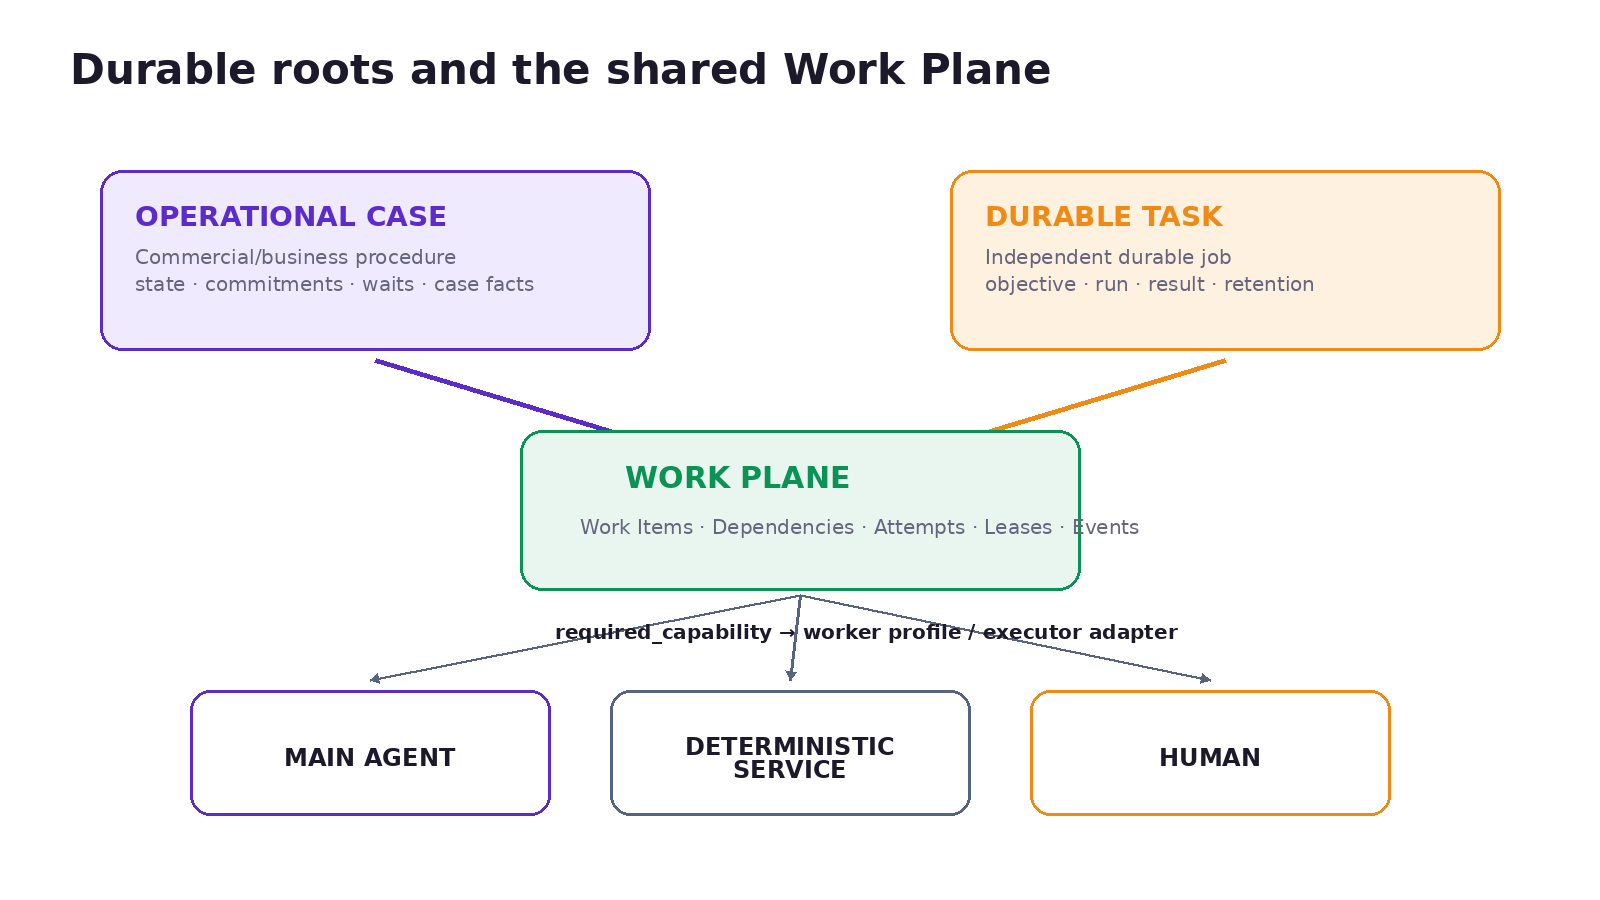 Durable roots and the shared Work Plane
OPERATIONAL CASE
Commercial/business procedure
state · commitments · waits · case facts
DURABLE TASK
Independent durable job
objective · run · result · retention
WORK PLANE
Work Items · Dependencies · Attempts · Leases · Events
required_capability → worker profile / executor adapter
MAIN AGENT
DETERMINISTIC
SERVICE
HUMAN